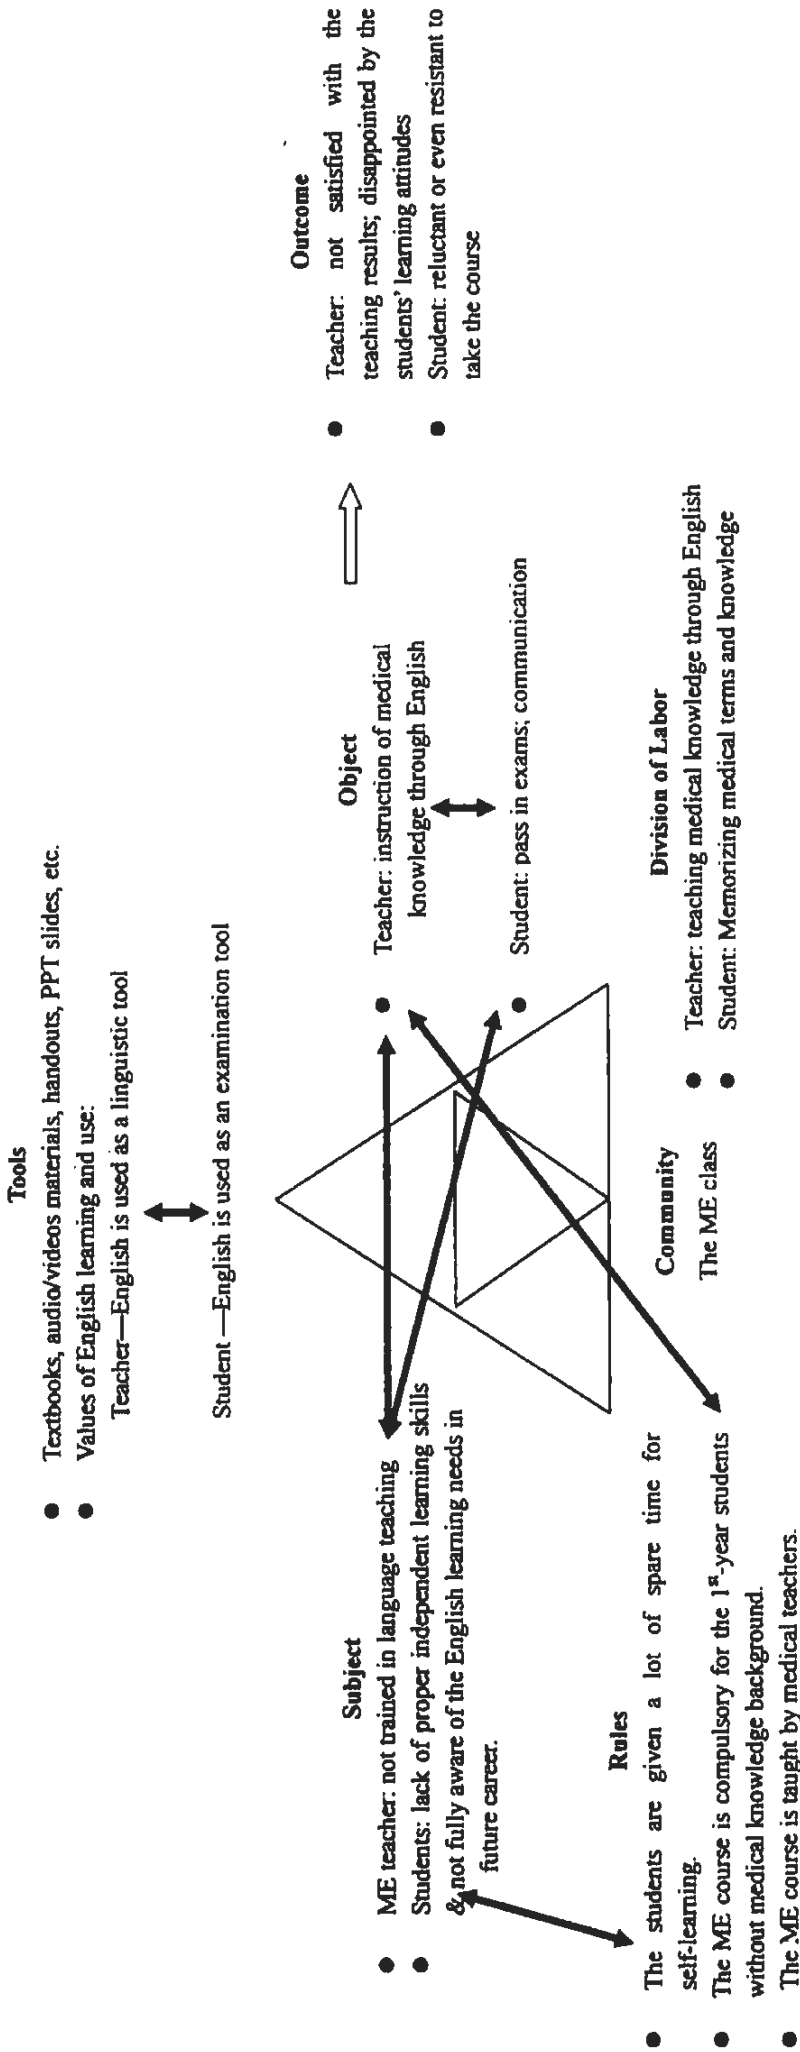 Tools
● Textbooks, audio/videos materials, handouts, PPT slides, etc.
● Values of English learning and use:
Teacher—English is used as a linguistic tool
Student —English is used as an examination tool
Subject
● ME teacher: not trained in language teaching
● Students: lack of proper independent learning skills
& not fully aware of the English learning needs in
future career.
Object
● Teacher: instruction of medical
knowledge through English
● Student: pass in exams; communication
Outcome
● Teacher: not satisfied with the
teaching results; disappointed by the
students' learning attitudes
● Student: reluctant or even resistant to
take the course
Rules
● The students are given a lot of spare time for
self-learning.
● The ME course is compulsory for the 1st-year students
without medical knowledge background.
● The ME course is taught by medical teachers.
Community
The ME class
Division of Labor
● Teacher: teaching medical knowledge through English
● Student: Memorizing medical terms and knowledge